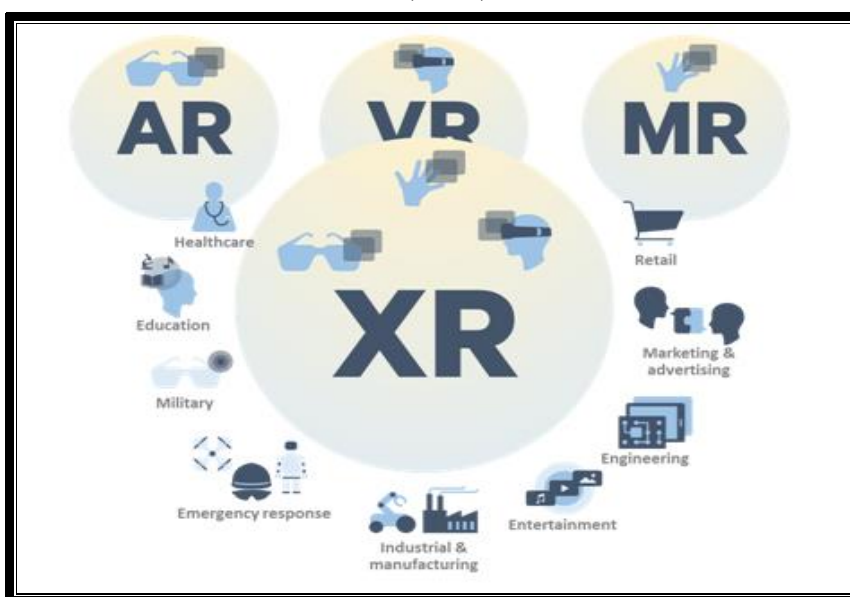 AR
VR
MR
XR
Healthcare
Education
Military
Emergency response
Industrial &
manufacturing
Entertainment
Engineering
Marketing &
advertising
Retail